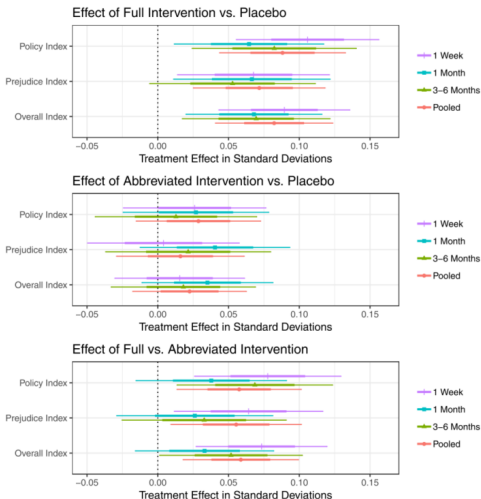 Effect of Full Intervention vs. Placebo
Policy Index
Prejudice Index
Overall Index
−0.05 0.00 0.05 0.10 0.15
Treatment Effect in Standard Deviations
1 Week
1 Month
3–6 Months
Pooled
Effect of Abbreviated Intervention vs. Placebo
Policy Index
Prejudice Index
Overall Index
−0.05 0.00 0.05 0.10 0.15
Treatment Effect in Standard Deviations
1 Week
1 Month
3–6 Months
Pooled
Effect of Full vs. Abbreviated Intervention
Policy Index
Prejudice Index
Overall Index
−0.05 0.00 0.05 0.10 0.15
Treatment Effect in Standard Deviations
1 Week
1 Month
3–6 Months
Pooled